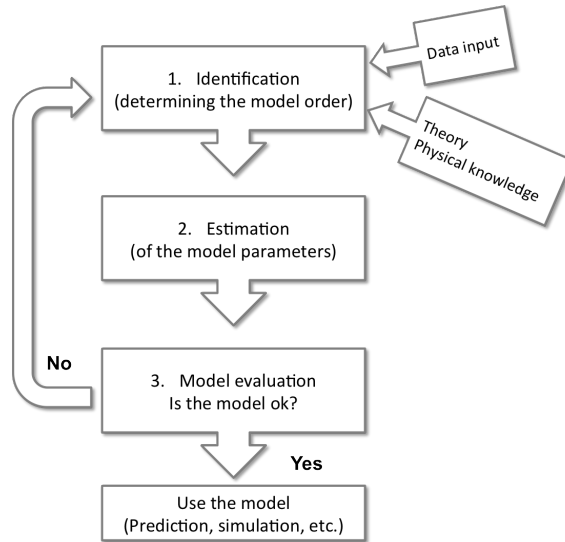 Data input
1. Identification
(determining the model order)
Theory
Physical knowledge
2. Estimation
(of the model parameters)
No
3. Model evaluation
Is the model ok?
Yes
Use the model
(Prediction, simulation, etc.)